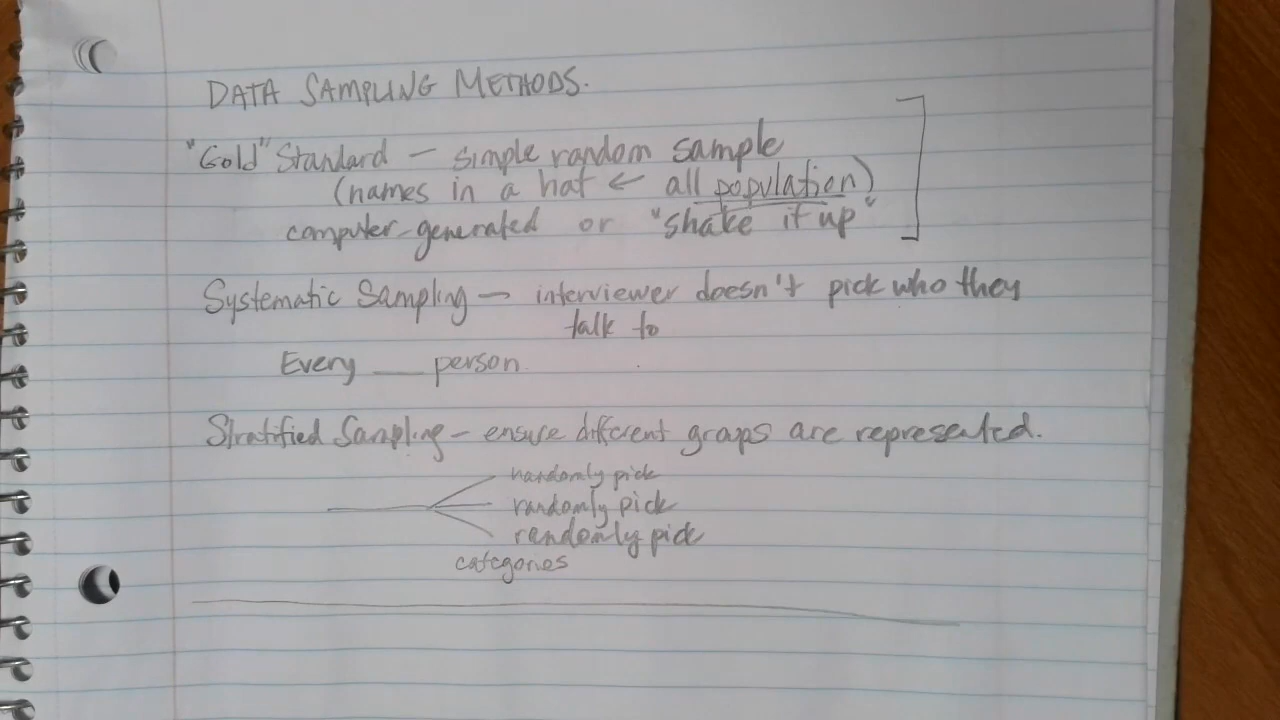 DATA SAMPLING METHODS.
"Gold" Standard – simple random sample
(names in a hat ← all population)
computer-generated or "shake it up"
Systematic Sampling – interviewer doesn't pick who they
talk to
Every ___ person
Stratified Sampling – ensure different groups are represented.
randomly pick
randomly pick
randomly pick
categories